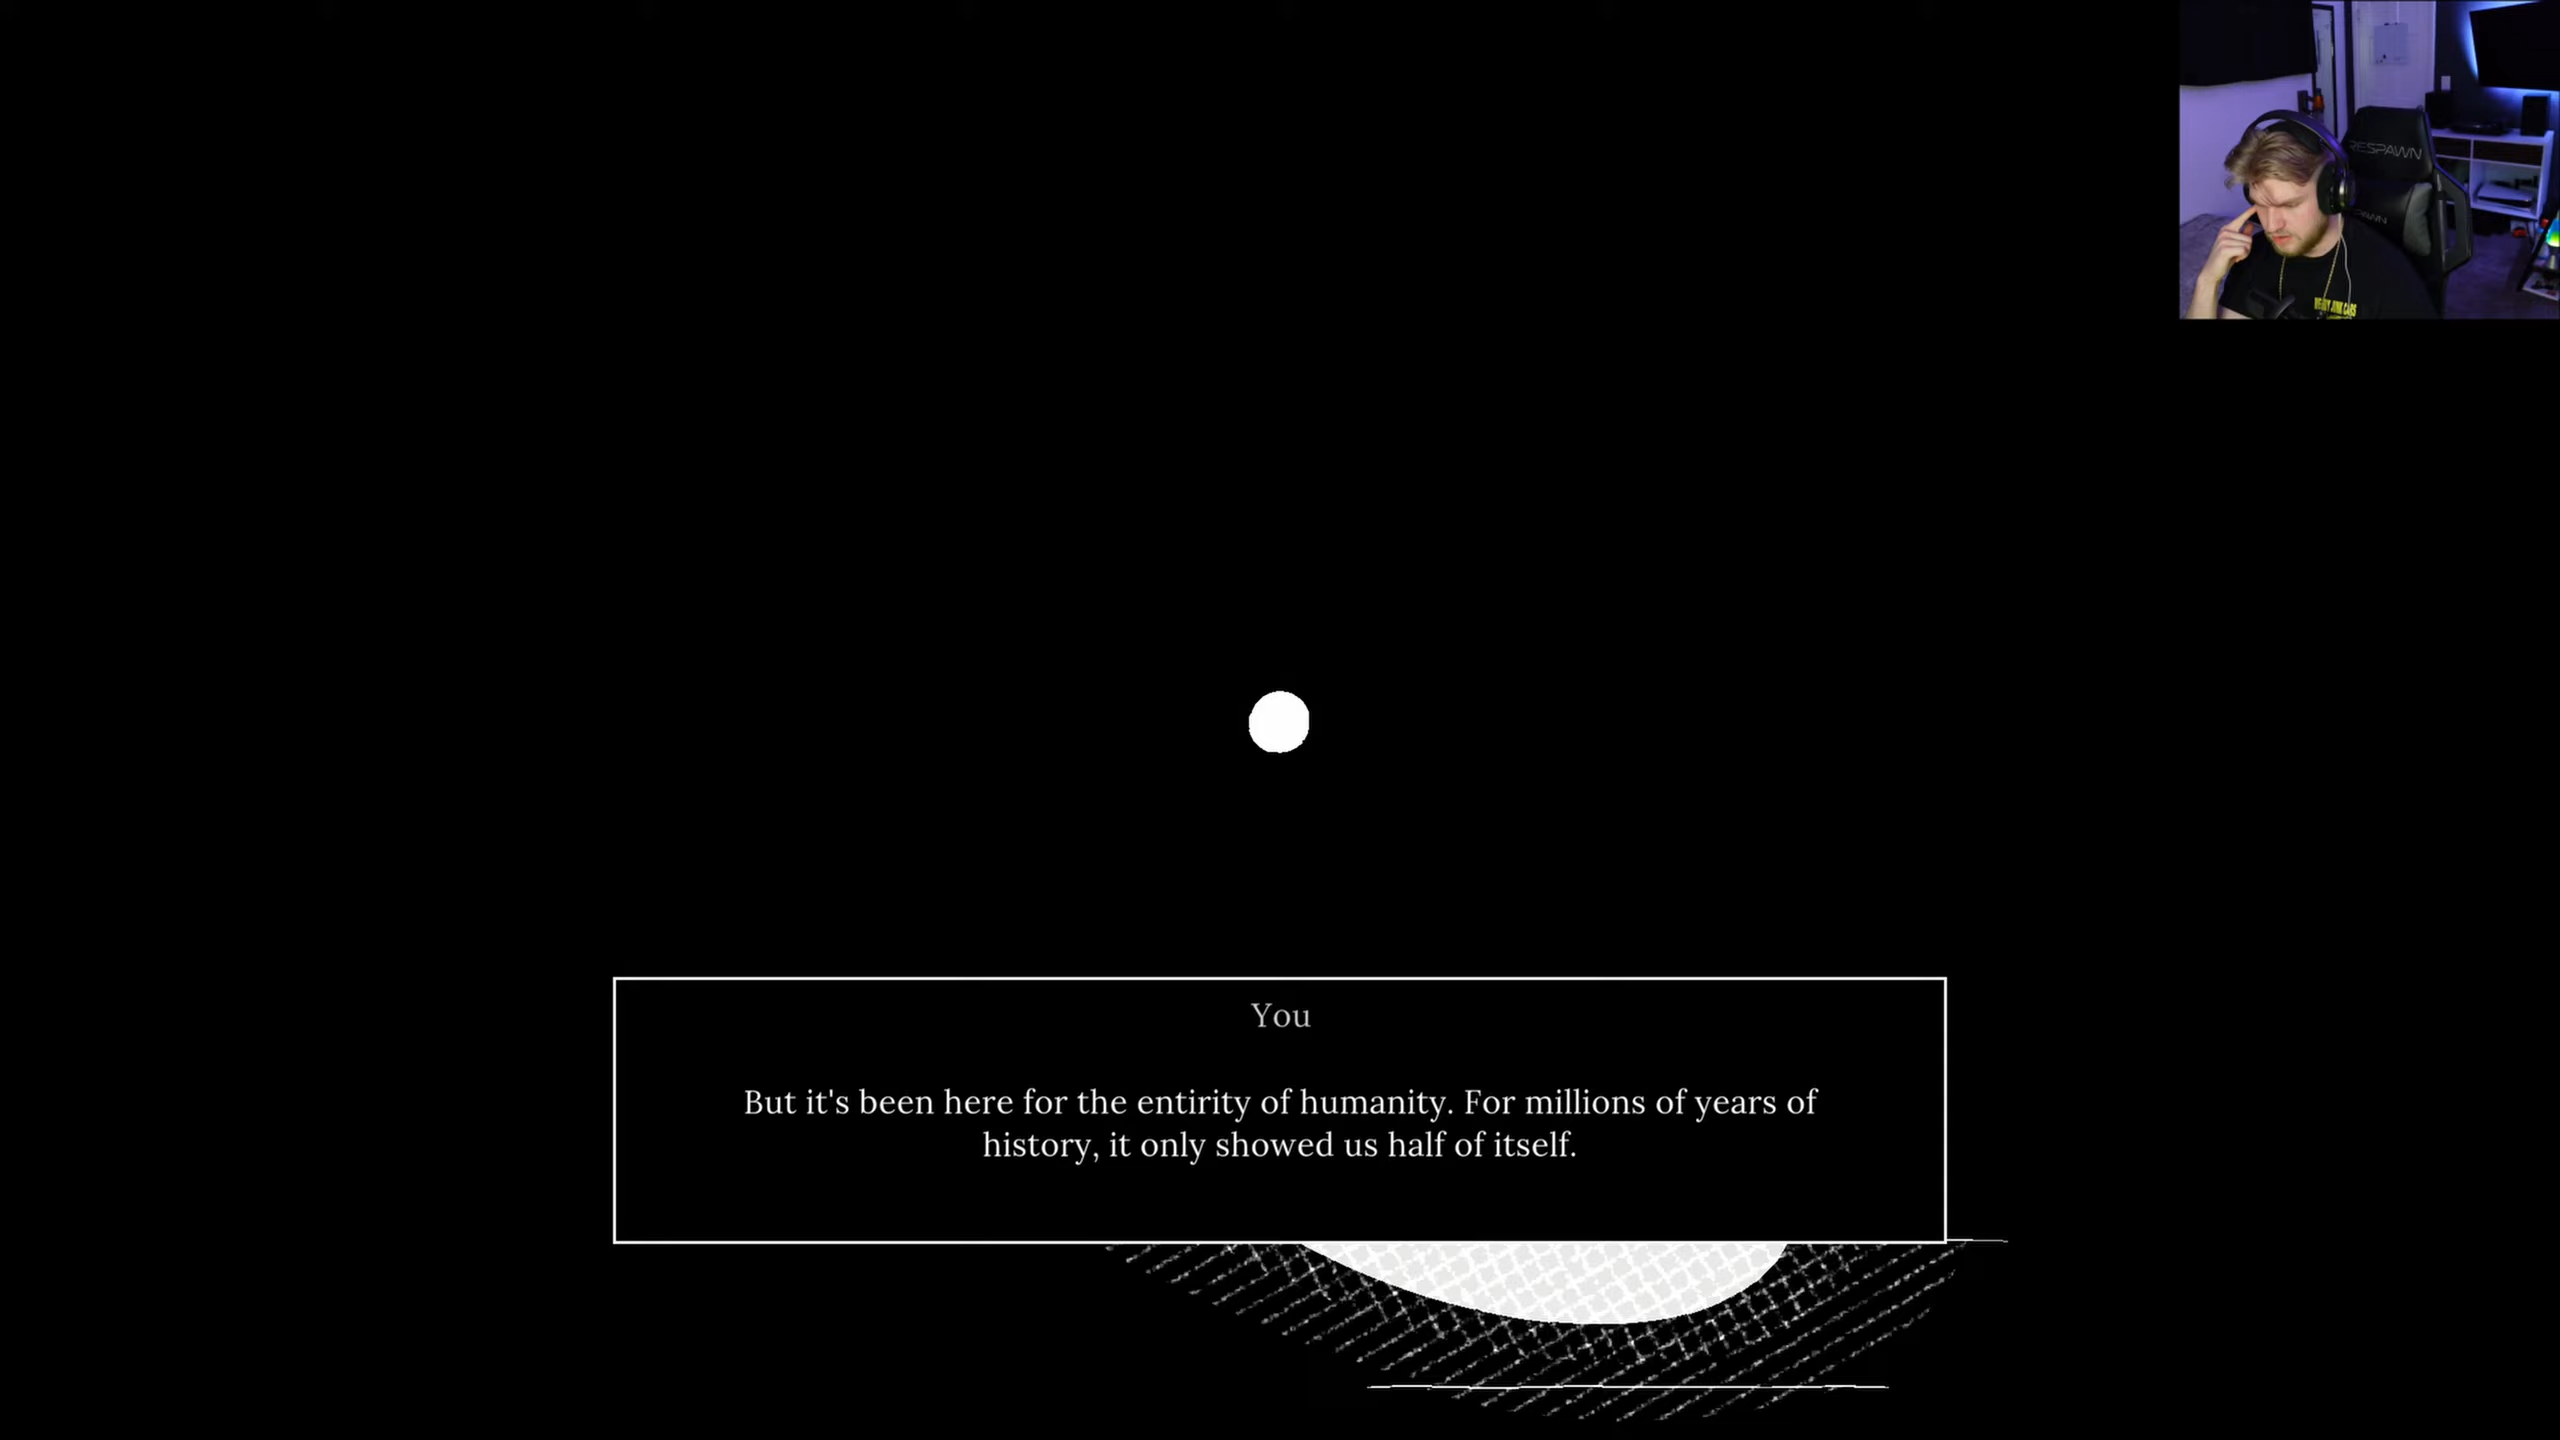 RESPAWN
You
But it's been here for the entirity of humanity. For millions of years of
history, it only showed us half of itself.